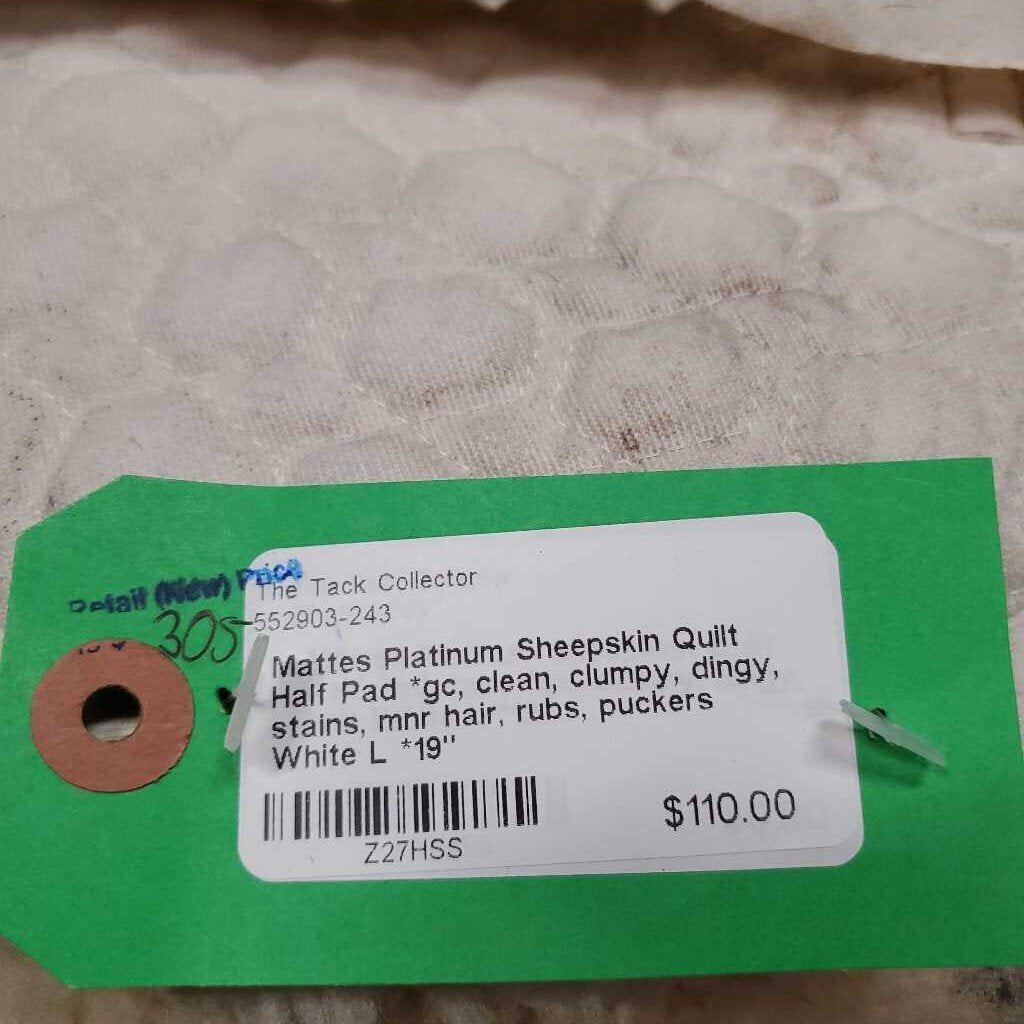 Retail (New) Price
305-
The Tack Collector
552903-243
Mattes Platinum Sheepskin Quilt
Half Pad *gc, clean, clumpy, dingy,
stains, mnr hair, rubs, puckers
White L *19"
$110.00
Z27HSS